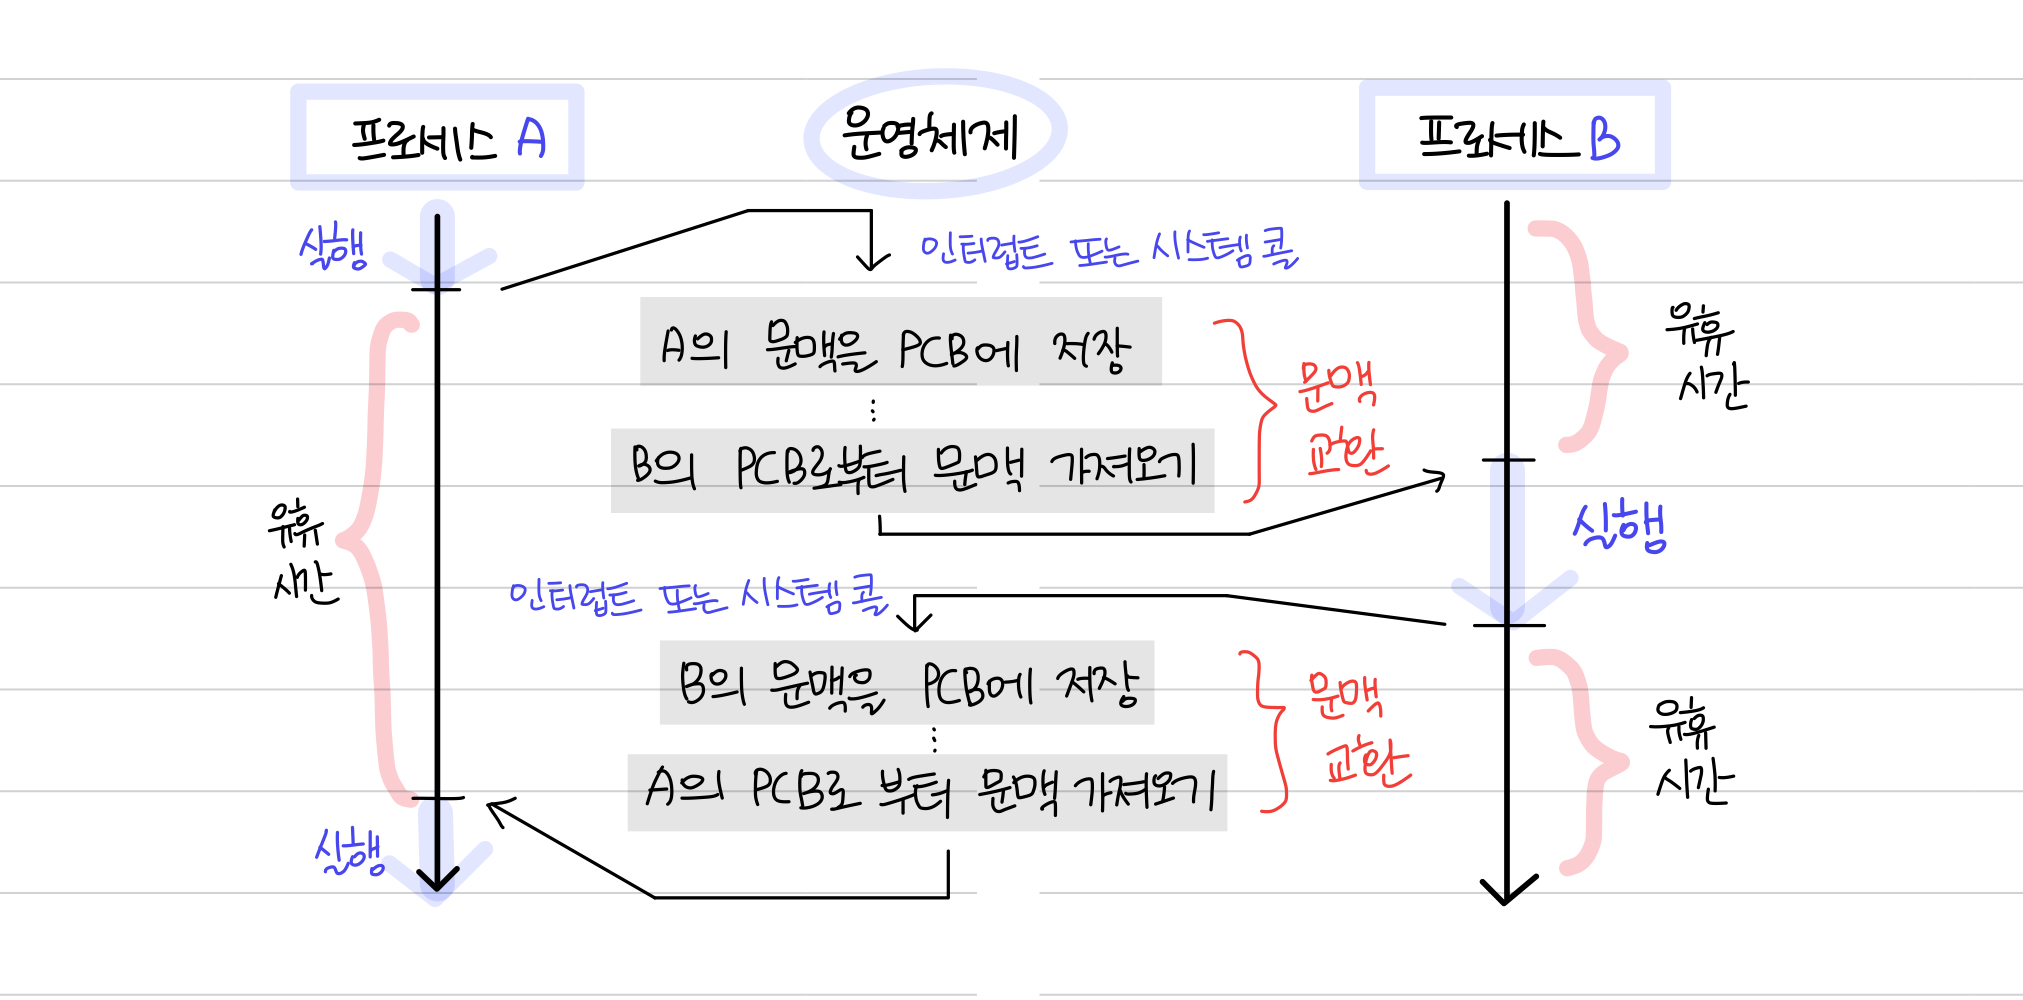 프로세스 A
운영체제
프로세스 B
실행
인터럽트 또는 시스템 콜
A의 문맥을 PCB에 저장
B의 PCB로부터 문맥 가져오기
문맥
교환
유휴
시간
유휴
시간
실행
인터럽트 또는 시스템 콜
B의 문맥을 PCB에 저장
A의 PCB로 부터 문맥 가져오기
문맥
교환
유휴
시간
실행